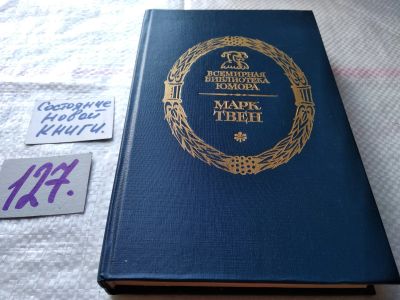 Состояние
новой
книги.
127.
ВСЕМИРНАЯ
БИБЛИОТЕКА
ЮМОРА
МАРК
ТВЕН